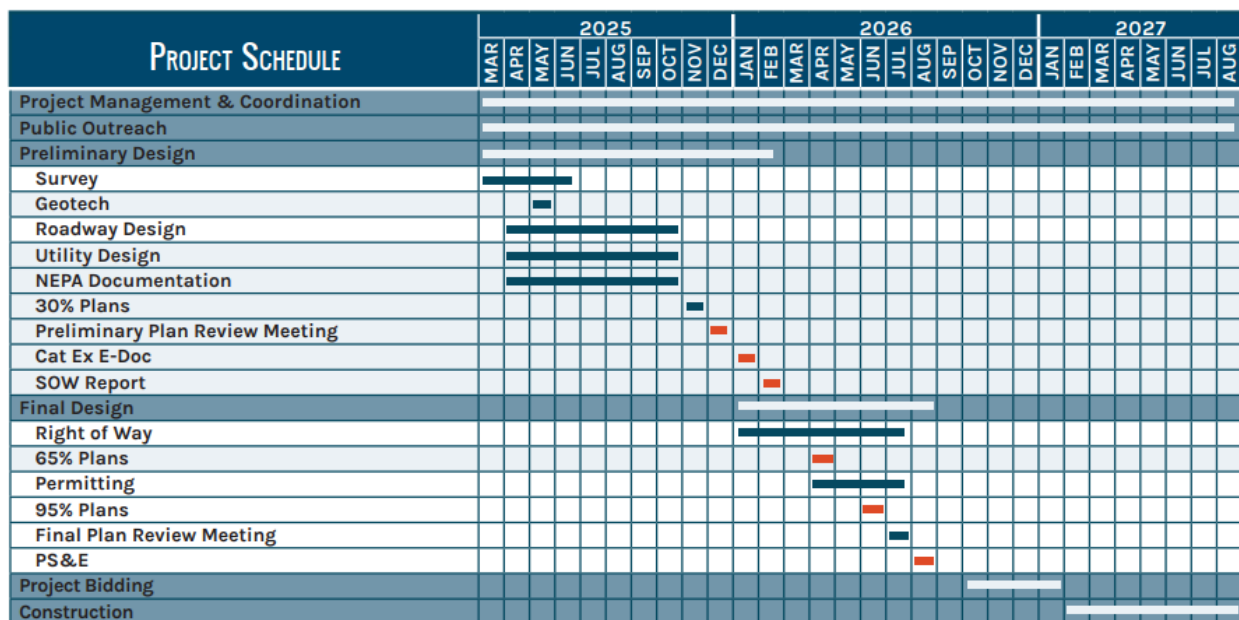 2025 2026 2027
PROJECT SCHEDULE
MAR APR MAY JUN JUL AUG SEP OCT NOV DEC JAN FEB MAR APR MAY JUN JUL AUG SEP OCT NOV DEC JAN FEB MAR APR MAY JUN JUL AUG
Project Management & Coordination
Public Outreach
Preliminary Design
Survey
Geotech
Roadway Design
Utility Design
NEPA Documentation
30% Plans
Preliminary Plan Review Meeting
Cat Ex E-Doc
SOW Report
Final Design
Right of Way
65% Plans
Permitting
95% Plans
Final Plan Review Meeting
PS&E
Project Bidding
Construction